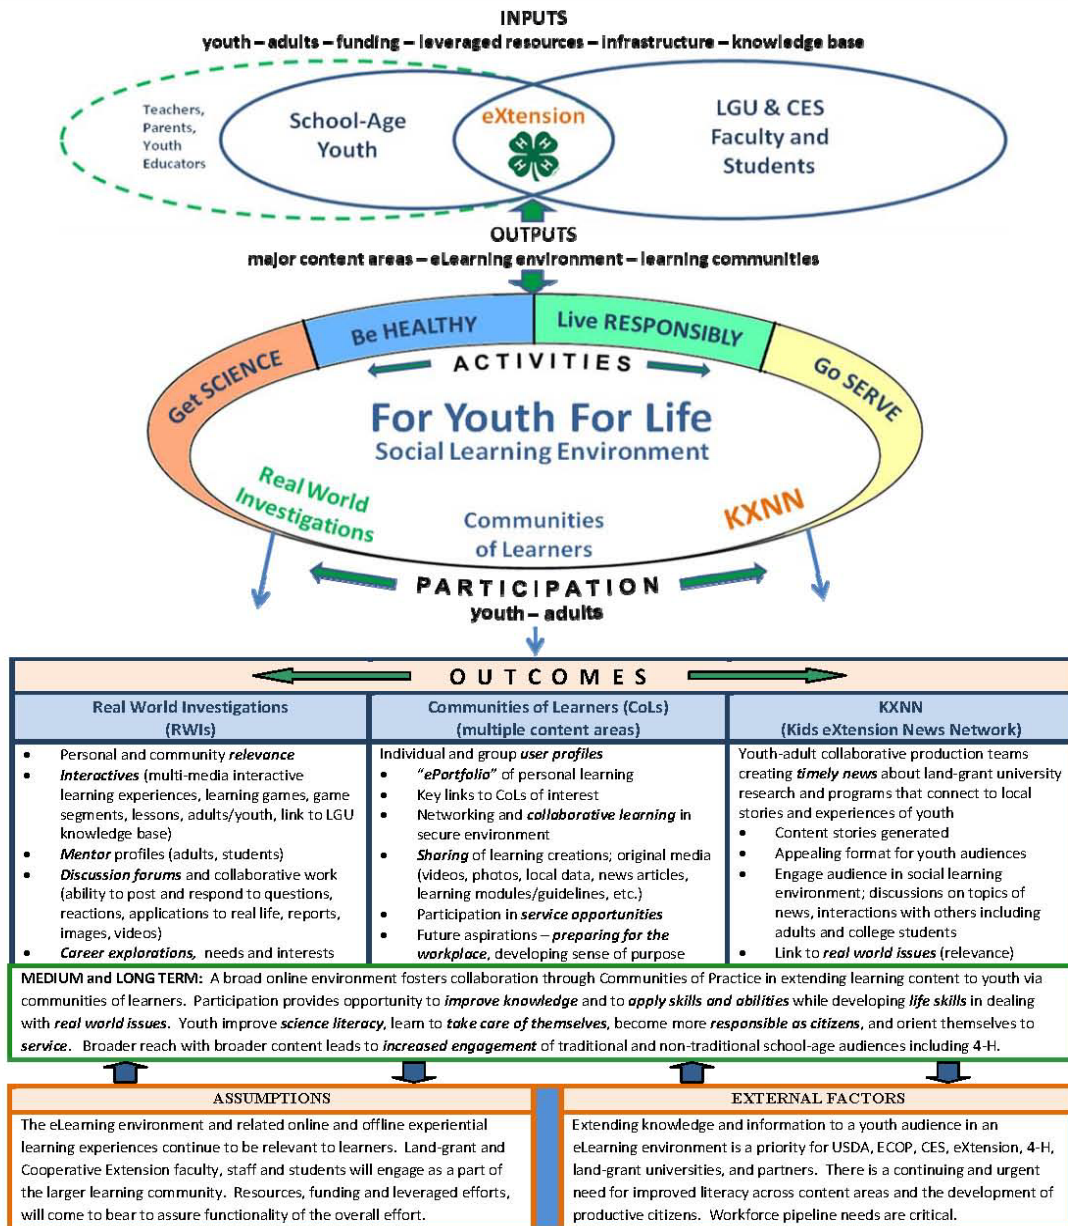 INPUTS
youth – adults – funding – leveraged resources – infrastructure – knowledge base
Teachers,
Parents,
Youth
Educators
School-Age
Youth
eXtension
H H
H H
LGU & CES
Faculty and
Students
OUTPUTS
major content areas – eLearning environment – learning communities
Get SCIENCE
Be HEALTHY
Live RESPONSIBLY
Go SERVE
ACTIVITIES
For Youth For Life
Social Learning Environment
Real World
Investigations
Communities
of Learners
KXNN
PARTICIPATION
youth – adults
OUTCOMES
Real World Investigations
(RWIs)
• Personal and community relevance
• Interactives (multi-media interactive
learning experiences, learning games, game
segments, lessons, adults/youth, link to LGU
knowledge base)
• Mentor profiles (adults, students)
• Discussion forums and collaborative work
(ability to post and respond to questions,
reactions, applications to real life, reports,
images, videos)
• Career explorations, needs and interests
Communities of Learners (CoLs)
(multiple content areas)
Individual and group user profiles
• "ePortfolio" of personal learning
• Key links to CoLs of interest
• Networking and collaborative learning in
secure environment
• Sharing of learning creations; original media
(videos, photos, local data, news articles,
learning modules/guidelines, etc.)
• Participation in service opportunities
• Future aspirations – preparing for the
workplace, developing sense of purpose
KXNN
(Kids eXtension News Network)
Youth-adult collaborative production teams
creating timely news about land-grant university
research and programs that connect to local
stories and experiences of youth
• Content stories generated
• Appealing format for youth audiences
• Engage audience in social learning
environment; discussions on topics of
news, interactions with others including
adults and college students
• Link to real world issues (relevance)
MEDIUM and LONG TERM: A broad online environment fosters collaboration through Communities of Practice in extending learning content to youth via
communities of learners. Participation provides opportunity to improve knowledge and to apply skills and abilities while developing life skills in dealing
with real world issues. Youth improve science literacy, learn to take care of themselves, become more responsible as citizens, and orient themselves to
service. Broader reach with broader content leads to increased engagement of traditional and non-traditional school-age audiences including 4-H.
ASSUMPTIONS
The eLearning environment and related online and offline experiential
learning experiences continue to be relevant to learners. Land-grant and
Cooperative Extension faculty, staff and students will engage as a part of
the larger learning community. Resources, funding and leveraged efforts,
will come to bear to assure functionality of the overall effort.
EXTERNAL FACTORS
Extending knowledge and information to a youth audience in an
eLearning environment is a priority for USDA, ECOP, CES, eXtension, 4-H,
land-grant universities, and partners. There is a continuing and urgent
need for improved literacy across content areas and the development of
productive citizens. Workforce pipeline needs are critical.